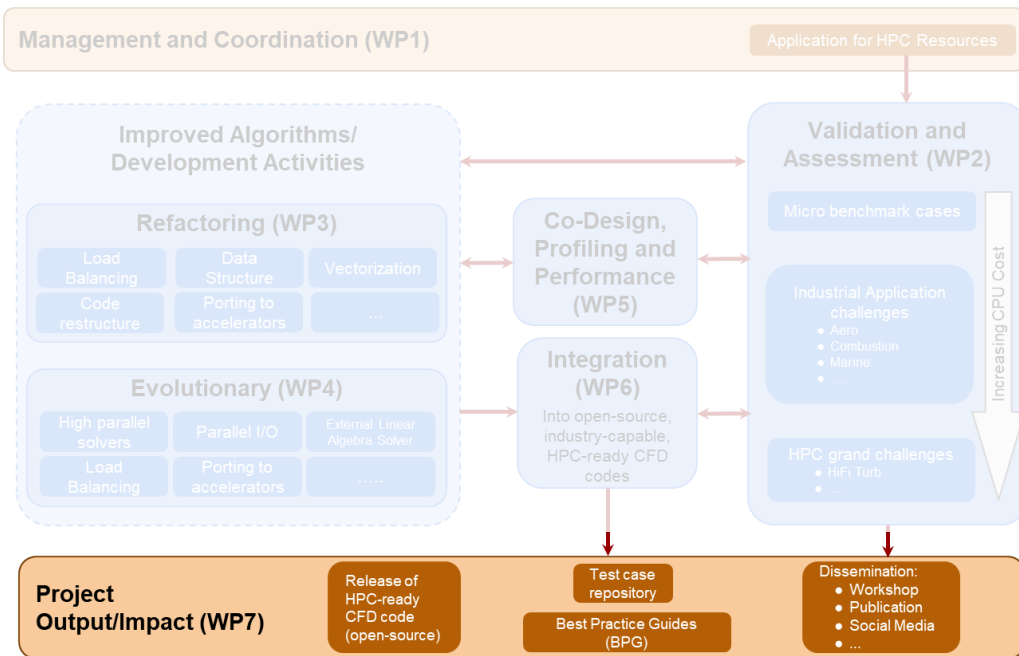 Management and Coordination (WP1)
Application for HPC Resources
Improved Algorithms/
Development Activities
Refactoring (WP3)
Load
Balancing
Data
Structure
Vectorization
Code
restructure
Porting to
accelerators
...
Evolutionary (WP4)
High parallel
solvers
Parallel I/O
External Linear
Algebra Solver
Load
Balancing
Porting to
accelerators
.....
Co-Design,
Profiling and
Performance
(WP5)
Integration
(WP6)
Into open-source,
industry-capable,
HPC-ready CFD
codes
Validation and
Assessment (WP2)
Micro benchmark cases
Industrial Application
challenges
● Aero
● Combustion
● Marine
● ....
HPC grand challenges
● HiFi Turb
● ....
Increasing CPU Cost
Project
Output/Impact (WP7)
Release of
HPC-ready
CFD code
(open-source)
Test case
repository
Best Practice Guides
(BPG)
Dissemination:
● Workshop
● Publication
● Social Media
● ...